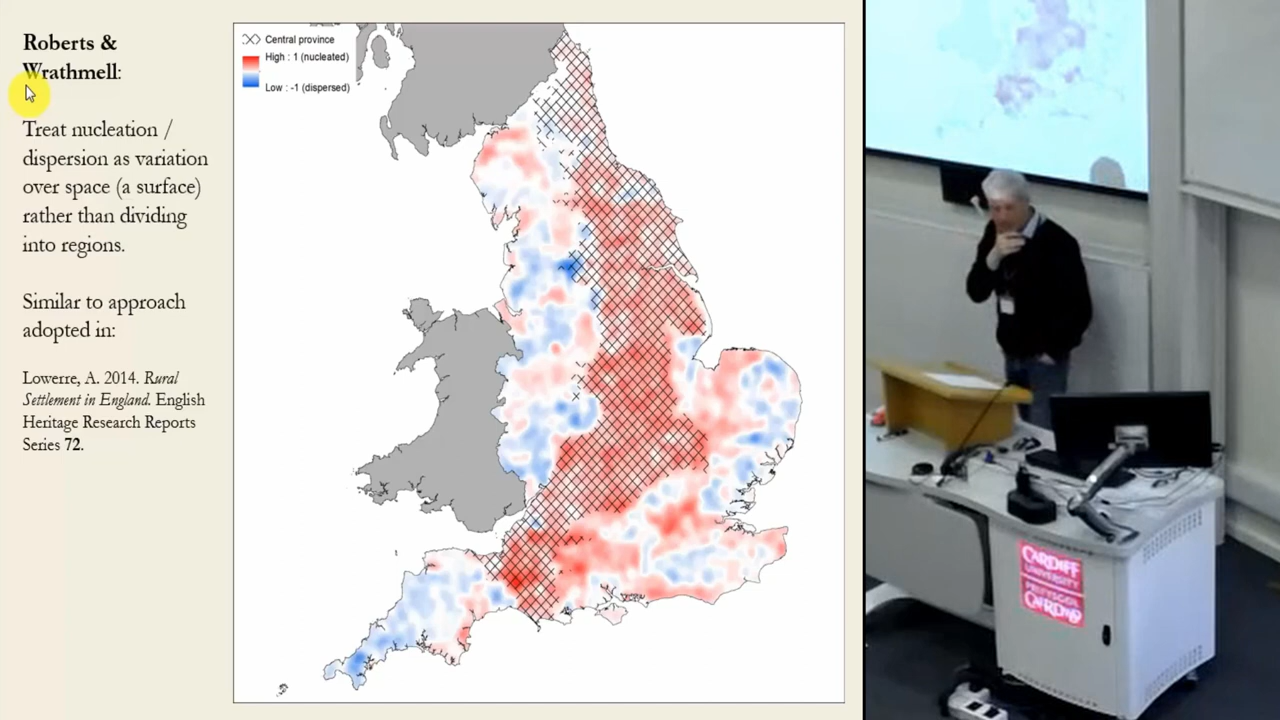 Roberts &
Wrathmell:
Treat nucleation /
dispersion as variation
over space (a surface)
rather than dividing
into regions.
Similar to approach
adopted in:
Lowerre, A. 2014. Rural
Settlement in England. English
Heritage Research Reports
Series 72.
Central province
High : 1 (nucleated)
Low : -1 (dispersed)
CARDIFF
UNIVERSITY
PRIFYSGOL
CAERDYDD